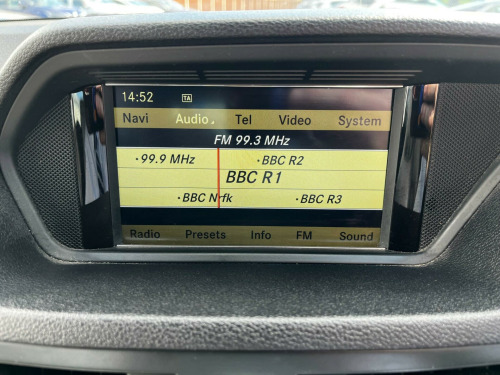 14:52 TA
Navi Audio Tel Video System
FM 99.3 MHz
·99.9 MHz ·BBC R2
BBC R1
·BBC Nrfk ·BBC R3
Radio Presets Info FM Sound